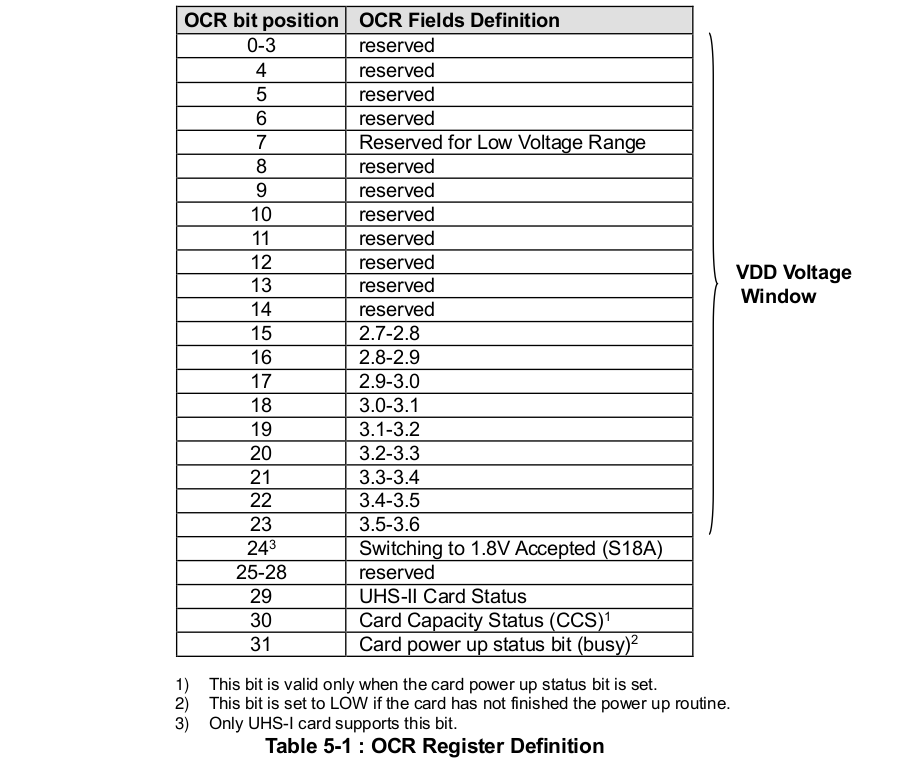 OCR bit position OCR Fields Definition
0-3 reserved
4 reserved
5 reserved
6 reserved
7 Reserved for Low Voltage Range
8 reserved
9 reserved
10 reserved
11 reserved
12 reserved
13 reserved
14 reserved
15 2.7-2.8
16 2.8-2.9
17 2.9-3.0
18 3.0-3.1
19 3.1-3.2
20 3.2-3.3
21 3.3-3.4
22 3.4-3.5
23 3.5-3.6
VDD Voltage
Window
24³ Switching to 1.8V Accepted (S18A)
25-28 reserved
29 UHS-II Card Status
30 Card Capacity Status (CCS)¹
31 Card power up status bit (busy)²
1) This bit is valid only when the card power up status bit is set.
2) This bit is set to LOW if the card has not finished the power up routine.
3) Only UHS-I card supports this bit.
Table 5-1 : OCR Register Definition